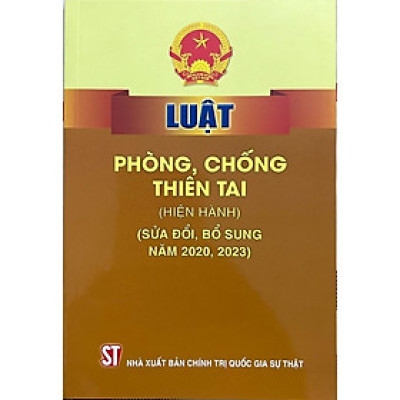 LUẬT
PHÒNG, CHỐNG
THIÊN TAI
(HIỆN HÀNH)
(SỬA ĐỔI, BỔ SUNG
NĂM 2020, 2023)
ST
NHÀ XUẤT BẢN CHÍNH TRỊ QUỐC GIA SỰ THẬT